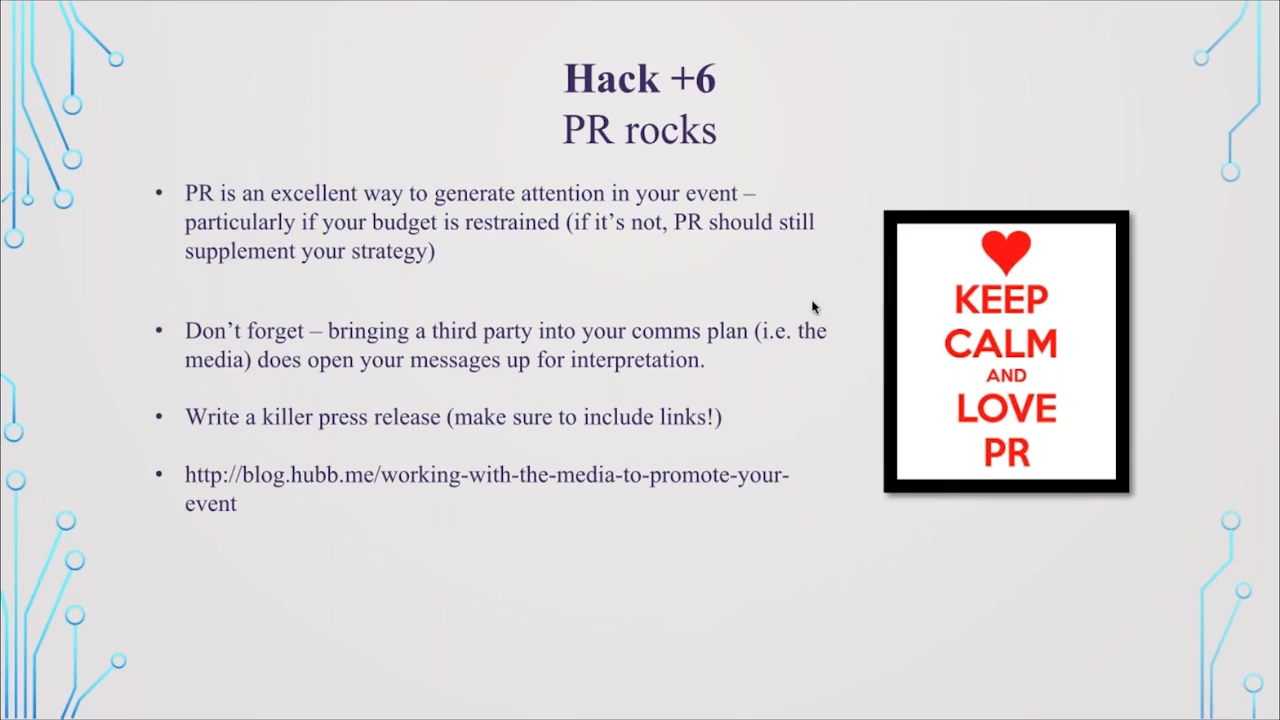 Hack +6
PR rocks
• PR is an excellent way to generate attention in your event –
particularly if your budget is restrained (if it’s not, PR should still
supplement your strategy)
• Don’t forget – bringing a third party into your comms plan (i.e. the
media) does open your messages up for interpretation.
• Write a killer press release (make sure to include links!)
• http://blog.hubb.me/working-with-the-media-to-promote-your-
event
KEEP
CALM
AND
LOVE
PR